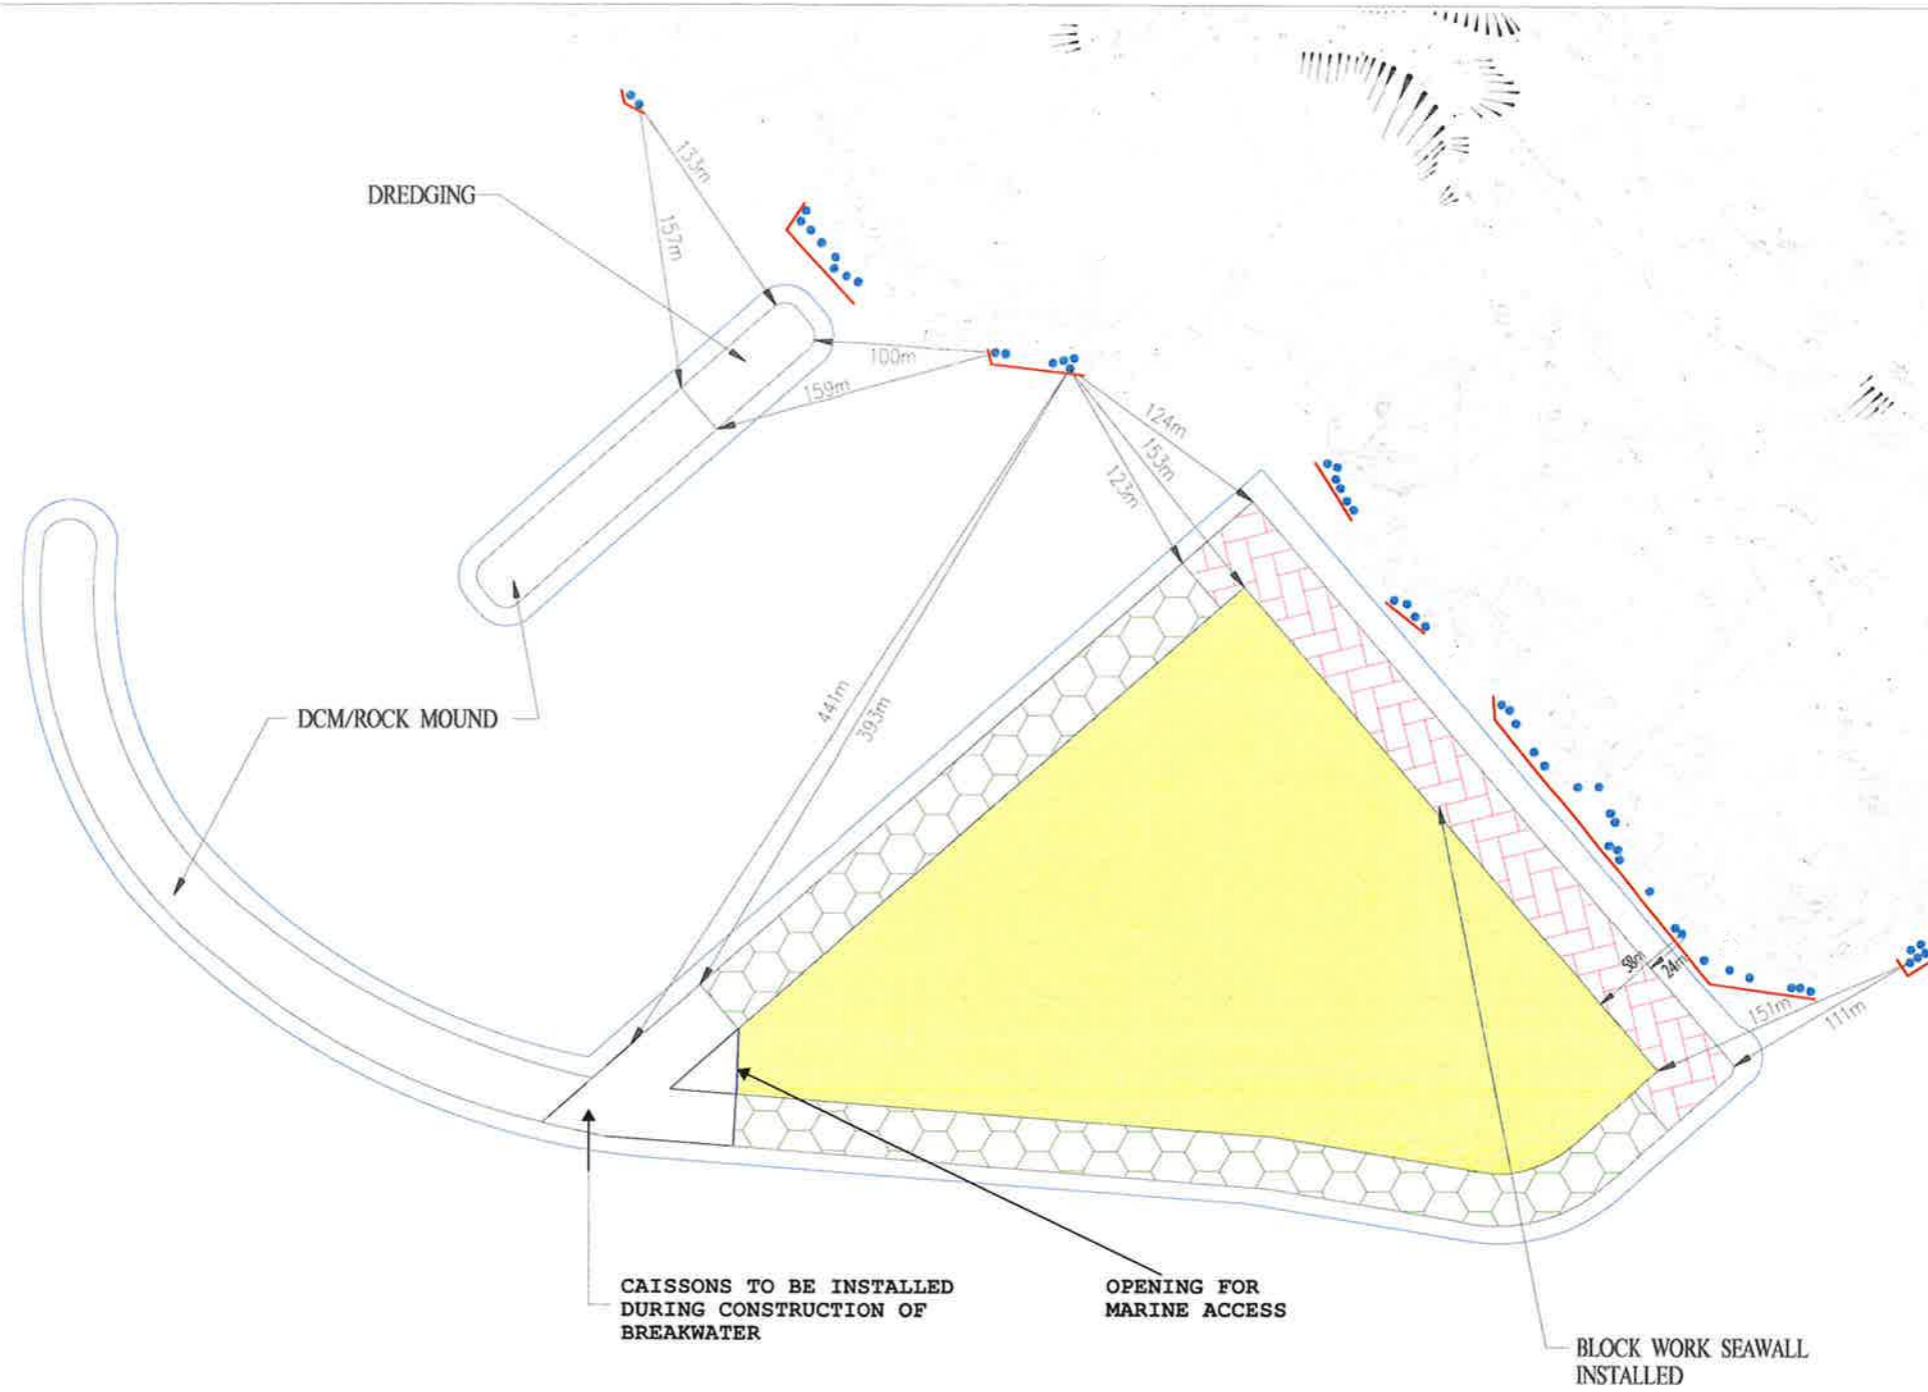 133m
DREDGING
157m
100m
159m
124m
153m
123m
441m
393m
DCM/ROCK MOUND
58m
24m
151m
111m
CAISSONS TO BE INSTALLED
DURING CONSTRUCTION OF
BREAKWATER
OPENING FOR
MARINE ACCESS
BLOCK WORK SEAWALL
INSTALLED